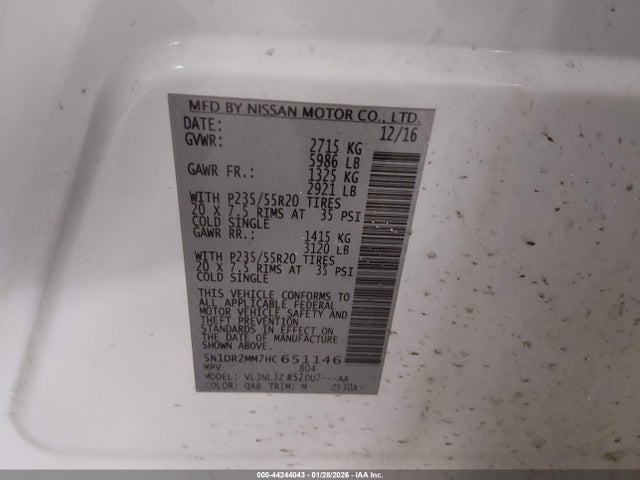 MFD BY NISSAN MOTOR CO., LTD.
DATE: 12/16
GVWR: 2715 KG
5986 LB
GAWR FR.: 1325 KG
2921 LB
WITH P235/55R20 TIRES
20 X 7.5 RIMS AT 35 PSI
COLD SINGLE
GAWR RR.: 1415 KG
3120 LB
WITH P235/55R20 TIRES
20 X 7.5 RIMS AT 35 PSI
COLD SINGLE
THIS VEHICLE CONFORMS TO
ALL APPLICABLE FEDERAL
MOTOR VEHICLE SAFETY AND
THEFT PREVENTION
STANDARDS IN EFFECT ON
THE DATE OF MANUFACTURE
SHOWN ABOVE.
5N1DR2MM7HC651146
MPV 804
MODEL:
COLOR: QAB TRIM: M
000-44244043 - 01/28/2026 - IAAI.COM